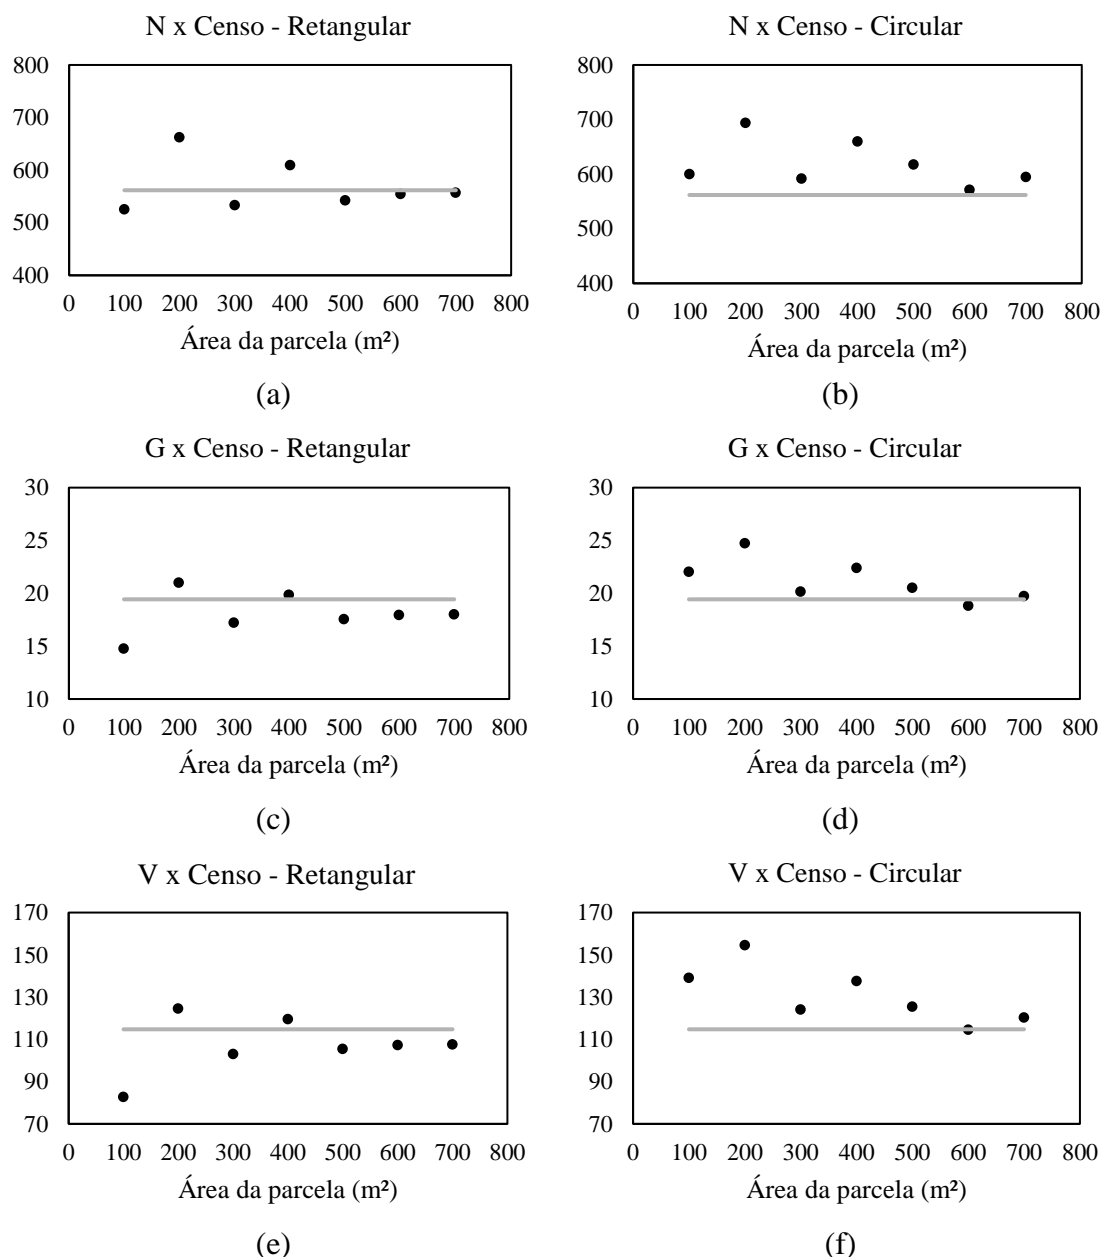 N x Censo - Retangular
800
700
600
500
400
0 100 200 300 400 500 600 700 800
Área da parcela (m²)
(a)
N x Censo - Circular
800
700
600
500
400
0 100 200 300 400 500 600 700 800
Área da parcela (m²)
(b)
G x Censo - Retangular
30
25
20
15
10
0 100 200 300 400 500 600 700 800
Área da parcela (m²)
(c)
G x Censo - Circular
30
25
20
15
10
0 100 200 300 400 500 600 700 800
Área da parcela (m²)
(d)
V x Censo - Retangular
170
150
130
110
90
70
0 100 200 300 400 500 600 700 800
Área da parcela (m²)
(e)
V x Censo - Circular
170
150
130
110
90
70
0 100 200 300 400 500 600 700 800
Área da parcela (m²)
(f)